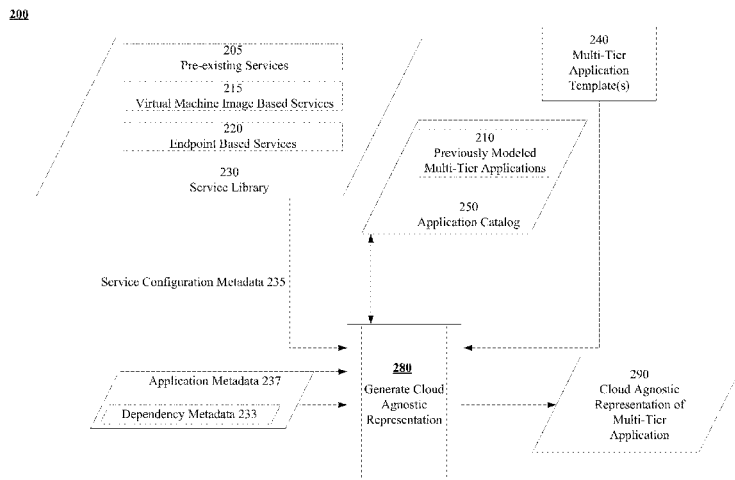 200
205
Pre-existing Services
215
Virtual Machine Image Based Services
220
Endpoint Based Services
230
Service Library
240
Multi-Tier
Application
Template(s)
210
Previously Modeled
Multi-Tier Applications
250
Application Catalog
Service Configuration Metadata 235
Application Metadata 237
Dependency Metadata 233
280
Generate Cloud
Agnostic
Representation
290
Cloud Agnostic
Representation of
Multi-Tier
Application